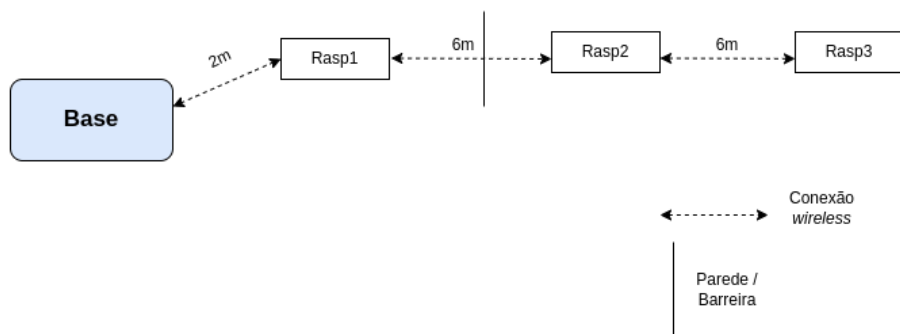 2m
Rasp1
6m
Rasp2
6m
Rasp3
Base
Conexão
wireless
Parede /
Barreira